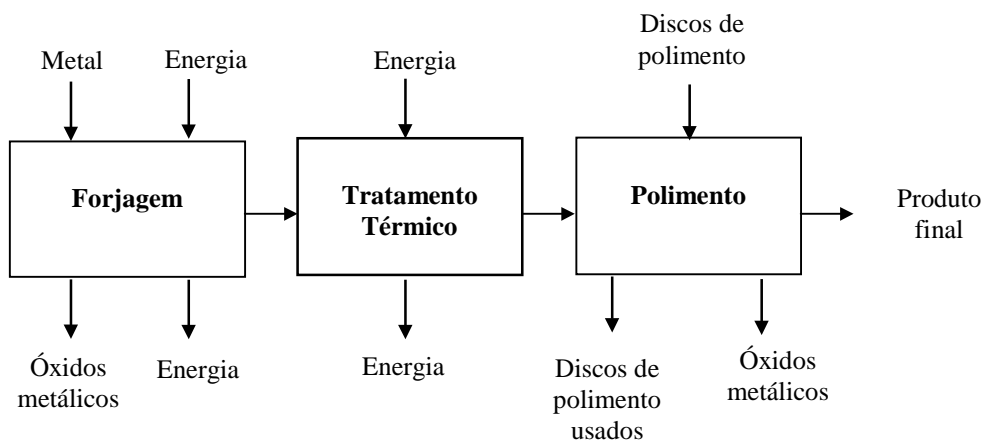 Metal
Energia
Energia
Discos de
polimento
Forjagem
Tratamento
Térmico
Polimento
Produto
final
Óxidos
metálicos
Energia
Energia
Discos de
polimento
usados
Óxidos
metálicos